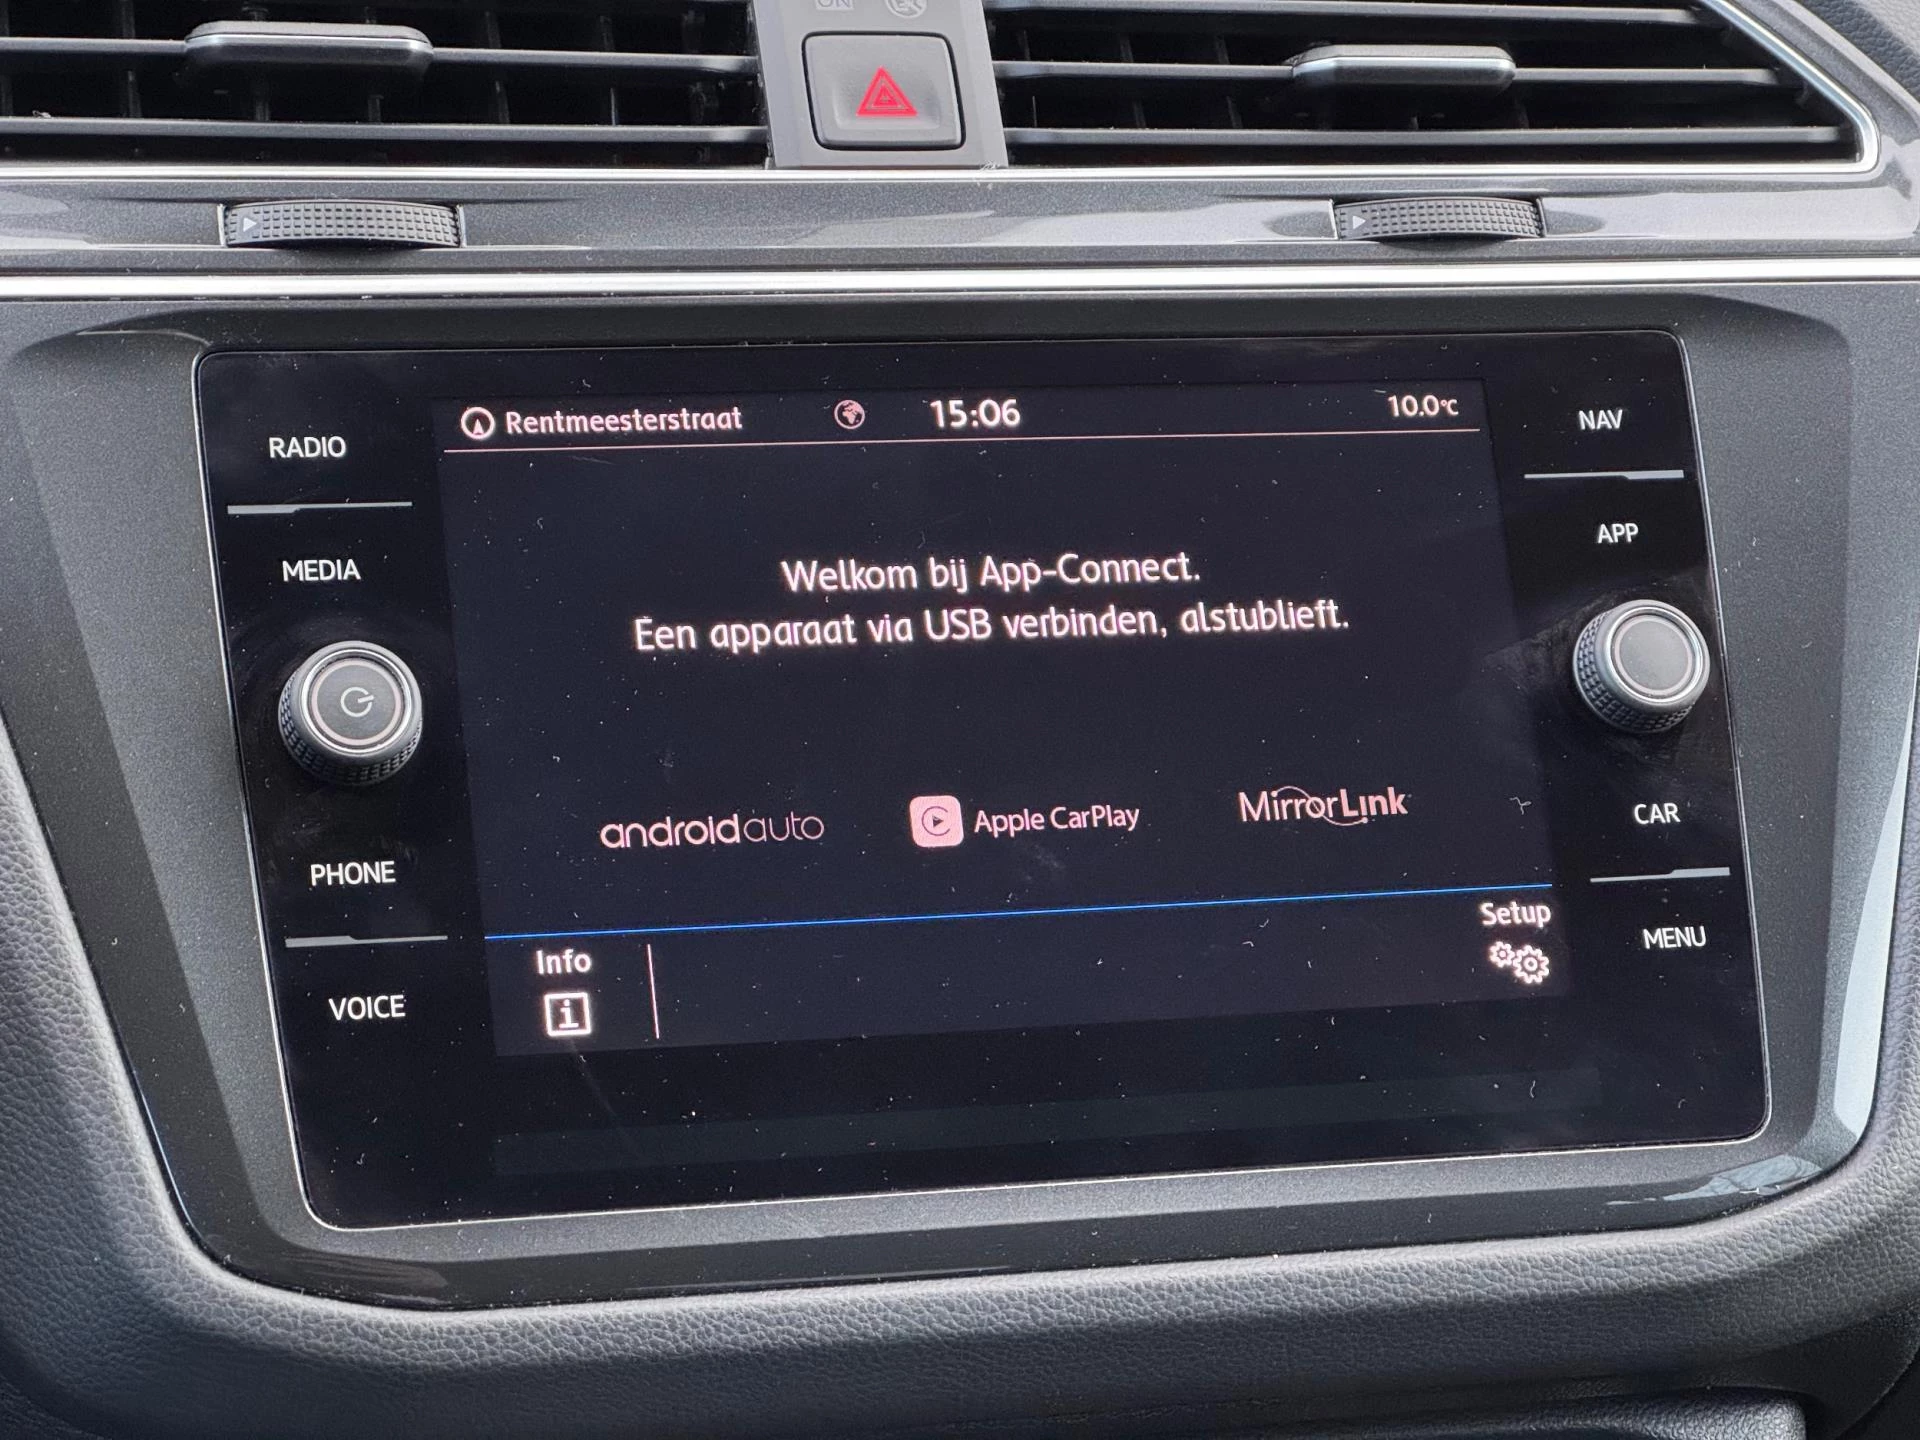 ON
RADIO
MEDIA
PHONE
VOICE
Rentmeesterstraat
15:06
10.0°C
Welkom bij App-Connect.
Een apparaat via USB verbinden, alstublieft.
androidauto
Apple CarPlay
MirrorLink
Info
i
Setup
NAV
APP
CAR
MENU